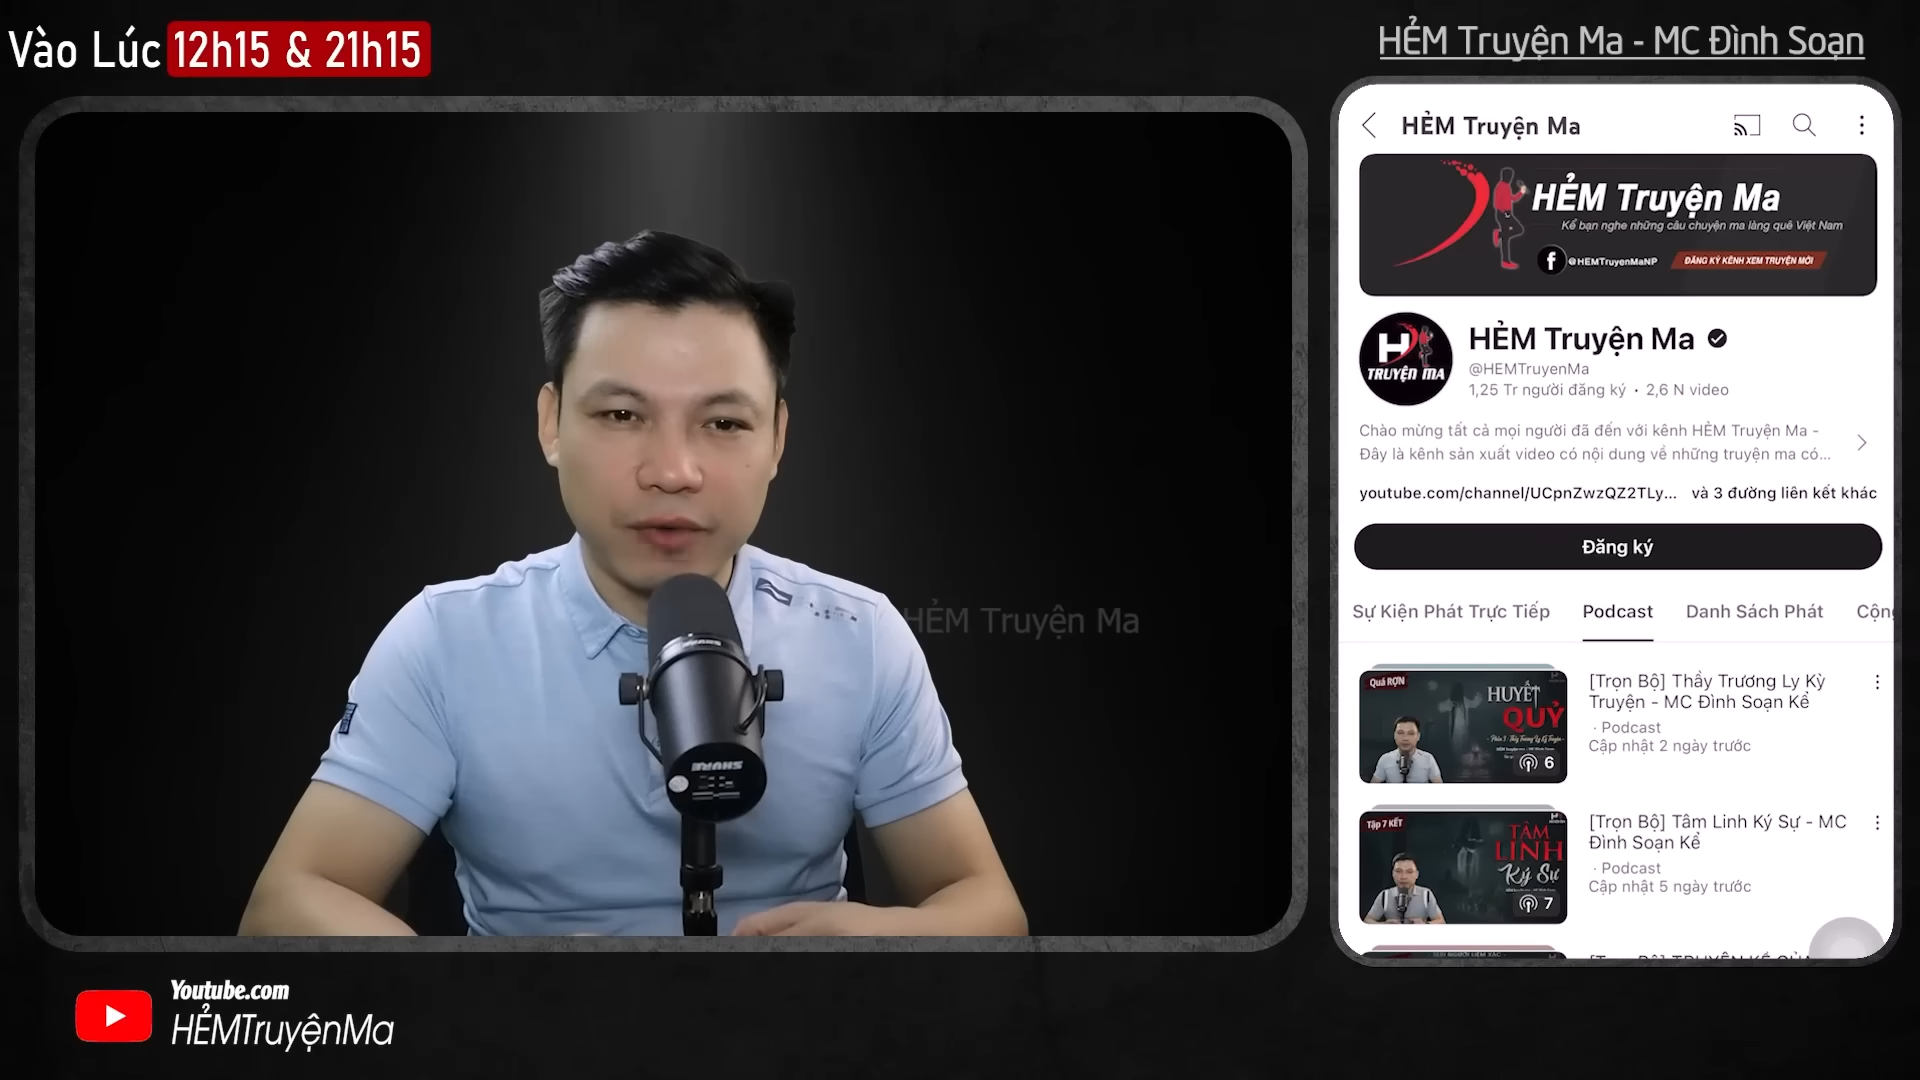 Vào Lúc 12h15 & 21h15
HẺM Truyện Ma - MC Đình Soạn
HẺM Truyện Ma
HẺM Truyện Ma
Kể bạn nghe những câu chuyện ma làng quê Việt Nam
@HEMTruyenMaNP
ĐĂNG KÝ KÊNH XEM TRUYỆN MỚI
H
TRUYỆN MA
HẺM Truyện Ma
@HEMTruyenMa
1,25 Tr người đăng ký • 2,6 N video
Chào mừng tất cả mọi người đã đến với kênh HẺM Truyện Ma -
Đây là kênh sản xuất video có nội dung về những truyện ma có...
youtube.com/channel/UCpnZwzQZ2TLy... và 3 đường liên kết khác
Đăng ký
Sự Kiện Phát Trực Tiếp Podcast Danh Sách Phát Cộng
Quá RỢN
HUYẾT
QUỶ
6
[Trọn Bộ] Thầy Trương Ly Kỳ
Truyện - MC Đình Soạn Kể
· Podcast
Cập nhật 2 ngày trước
Tập 7 KẾT
TÂM
LINH
Ký Sự
7
[Trọn Bộ] Tâm Linh Ký Sự - MC
Đình Soạn Kể
· Podcast
Cập nhật 5 ngày trước
HẺM Truyện Ma
SHURE
SHURE
Youtube.com
HẺMTruyệnMa